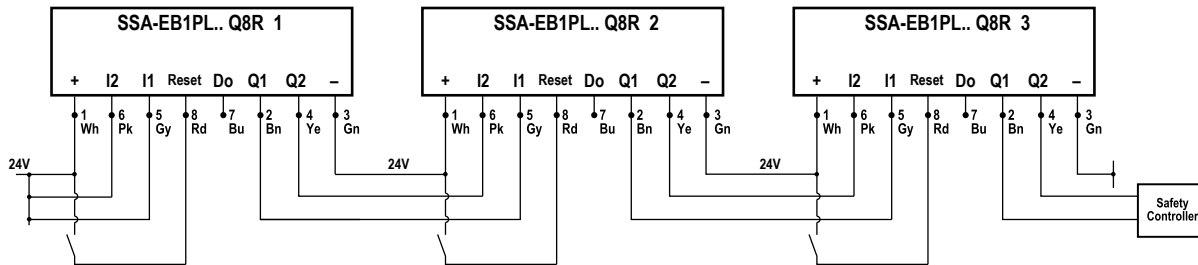 SSA-EB1PL.. Q8R 1
SSA-EB1PL.. Q8R 2
SSA-EB1PL.. Q8R 3
+ I2 I1 Reset Do Q1 Q2 –
+ I2 I1 Reset Do Q1 Q2 –
+ I2 I1 Reset Do Q1 Q2 –
1 6 5 8 7 2 4 3
Wh Pk Gy Rd Bu Bn Ye Gn
1 6 5 8 7 2 4 3
Wh Pk Gy Rd Bu Bn Ye Gn
1 6 5 8 7 2 4 3
Wh Pk Gy Rd Bu Bn Ye Gn
24V
24V
24V
Safety
Controller